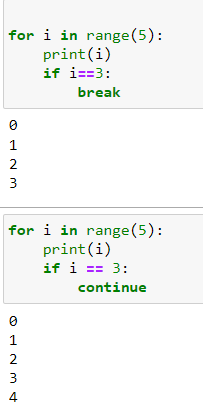 for i in range(5):
    print(i)
    if i==3:
        break
0
1
2
3
for i in range(5):
    print(i)
    if i == 3:
        continue
0
1
2
3
4